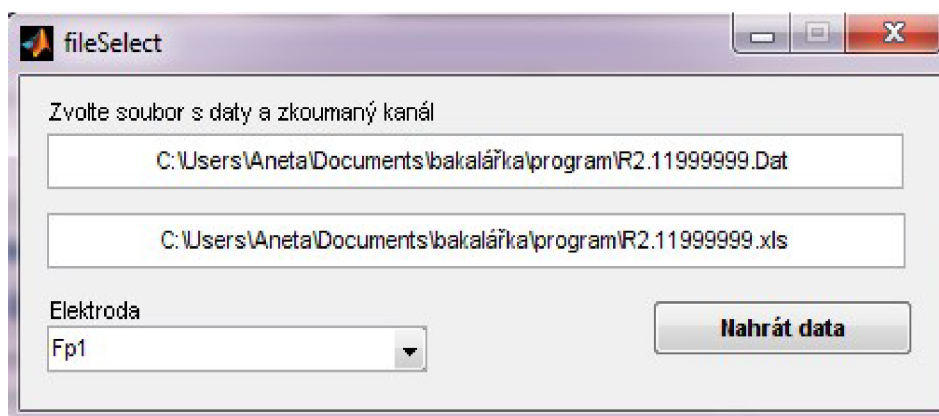 fileSelect
Zvolte soubor s daty a zkoumaný kanál
C:\Users\Aneta\Documents\bakalářka\program\R2.11999999.Dat
C:\Users\Aneta\Documents\bakalářka\program\R2.11999999.xls
Elektroda
Fp1
Nahrát data